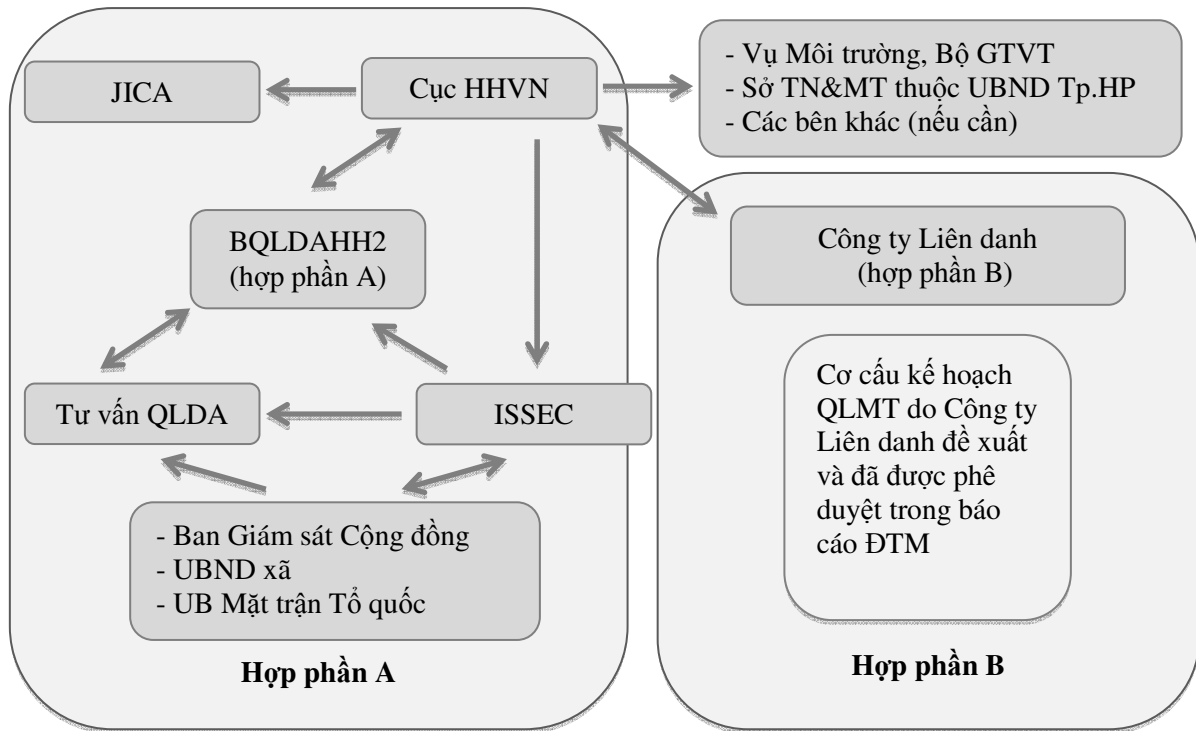 JICA
Cục HHVN
- Vụ Môi trường, Bộ GTVT
- Sở TN&MT thuộc UBND Tp.HP
- Các bên khác (nếu cần)
BQLDAHH2
(hợp phần A)
Công ty Liên danh
(hợp phần B)
Tư vấn QLDA
ISSEC
Cơ cấu kế hoạch
QLMT do Công ty
Liên danh đề xuất
và đã được phê
duyệt trong báo
cáo ĐTM
- Ban Giám sát Cộng đồng
- UBND xã
- UB Mặt trận Tổ quốc
Hợp phần A
Hợp phần B